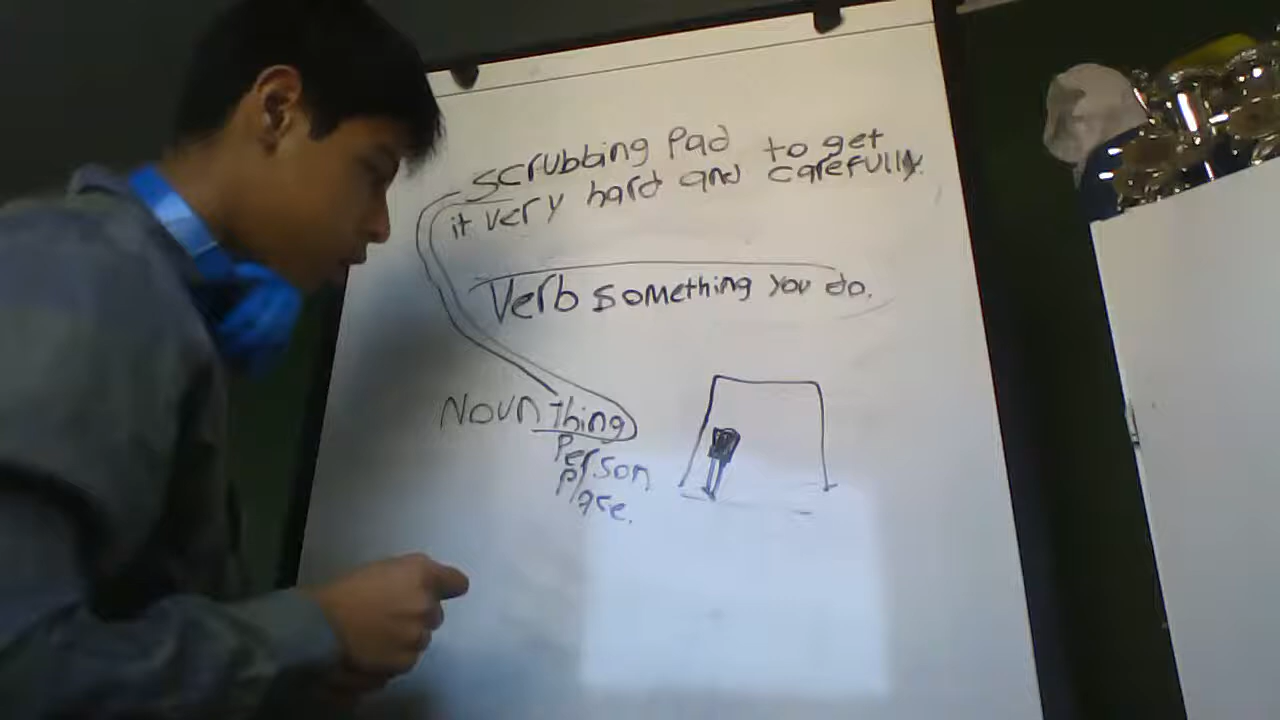 scrubbing Pad to get
it very hard and carefully.
Verb something you do.
Noun Thing
Person
Place.